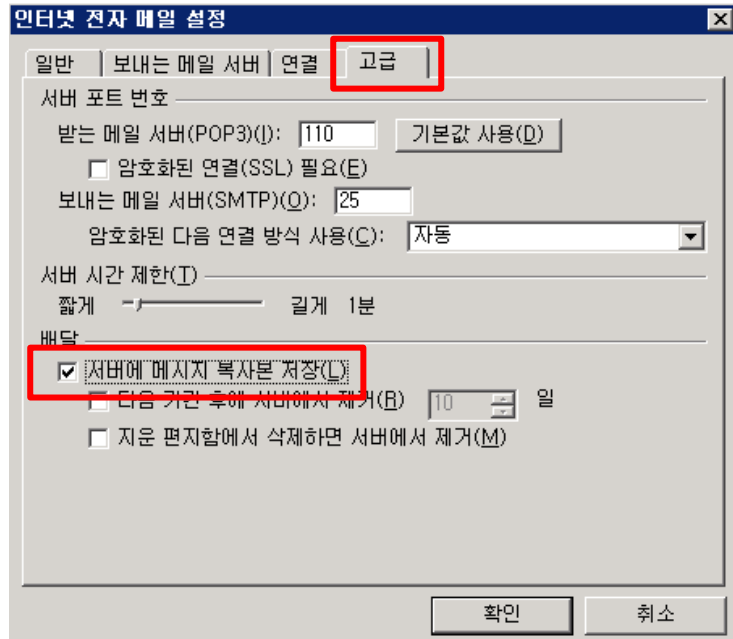 인터넷 전자 메일 설정
일반 보내는 메일 서버 연결 고급
서버 포트 번호
받는 메일 서버(POP3)(I): 110 기본값 사용(D)
암호화된 연결(SSL) 필요(E)
보내는 메일 서버(SMTP)(O): 25
암호화된 다음 연결 방식 사용(C): 자동
서버 시간 제한(T)
짧게 길게 1분
배달
서버에 메시지 복사본 저장(L)
다음 기간 후에 서버에서 제거(R) 10 일
지운 편지함에서 삭제하면 서버에서 제거(M)
확인 취소